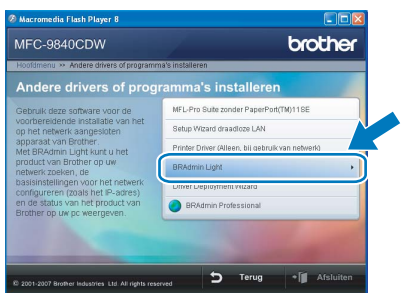 Macromedia Flash Player 8
MFC-9840CDW
brother
Hoofdmenu ›› Andere drivers of programma's installeren
Andere drivers of programma's installeren
Gebruik deze software voor de
voorbereidende installatie van het
op het netwerk aangesloten
apparaat van Brother.
Met BRAdmin Light kunt u het
product van Brother op uw
netwerk zoeken, de
basisinstellingen voor het netwerk
configureren (zoals het IP-adres)
en de status van het product van
Brother op uw pc weergeven.
MFL-Pro Suite zonder PaperPort(TM)11SE
Setup Wizard draadloze LAN
Printer Driver (Alleen, bij gebruik van netwerk)
BRAdmin Light
Driver Deployment Wizard
BRAdmin Professional
© 2001-2007 Brother Industries Ltd All rights reserved
Terug
Afsluiten